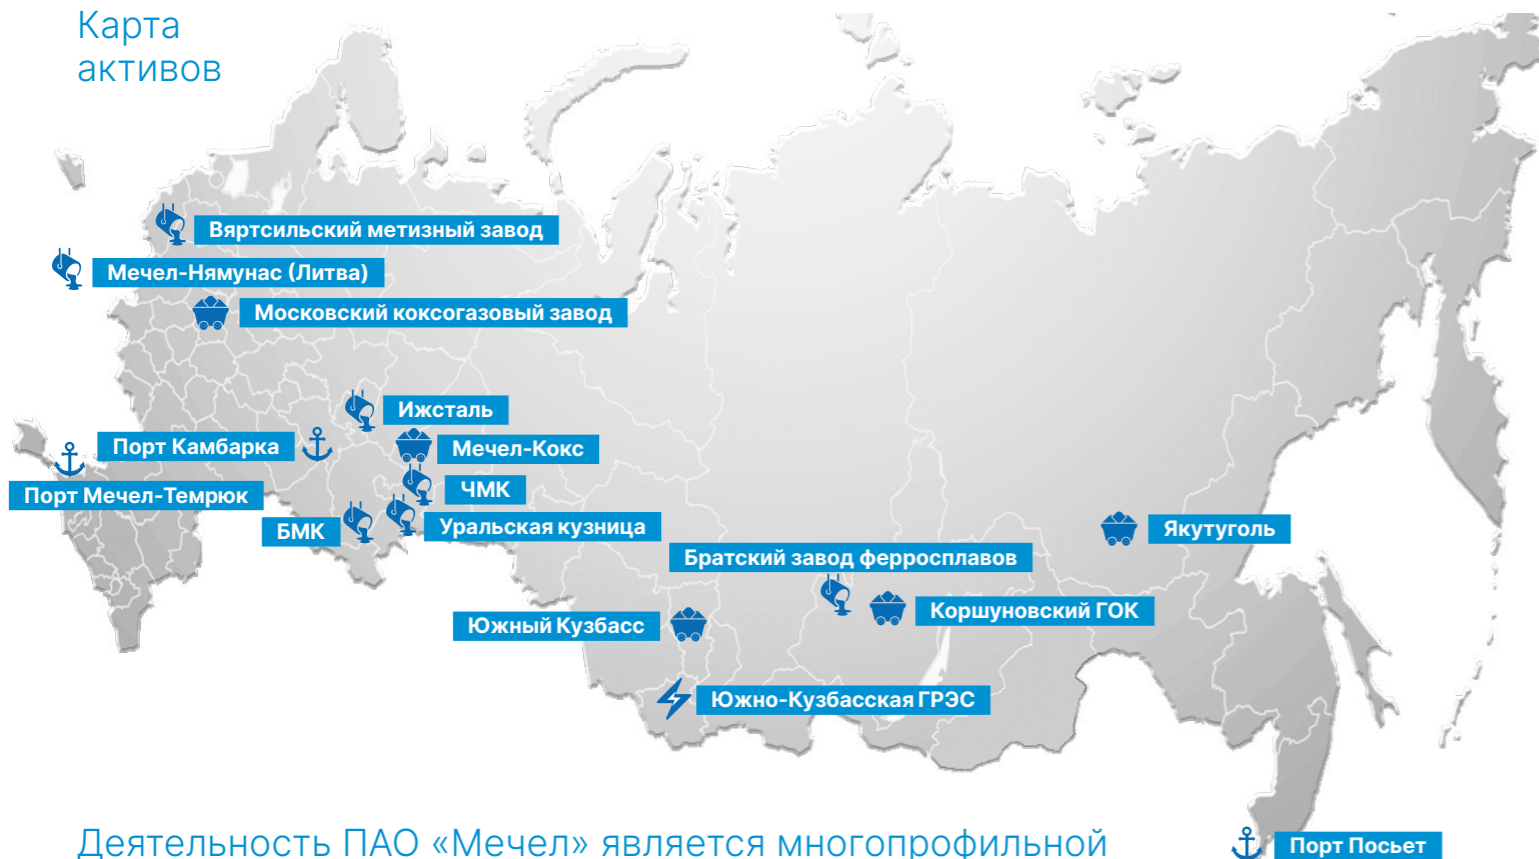 Карта
активов
Вяртсильский метизный завод
Мечел-Нямунас (Литва)
Московский коксогазовый завод
Ижсталь
Порт Камбарка
Мечел-Кокс
Порт Мечел-Темрюк
ЧМК
БМК
Уральская кузница
Якутуголь
Братский завод ферросплавов
Коршуновский ГОК
Южный Кузбасс
Южно-Кузбасская ГРЭС
Деятельность ПАО «Мечел» является многопрофильной
Порт Посьет